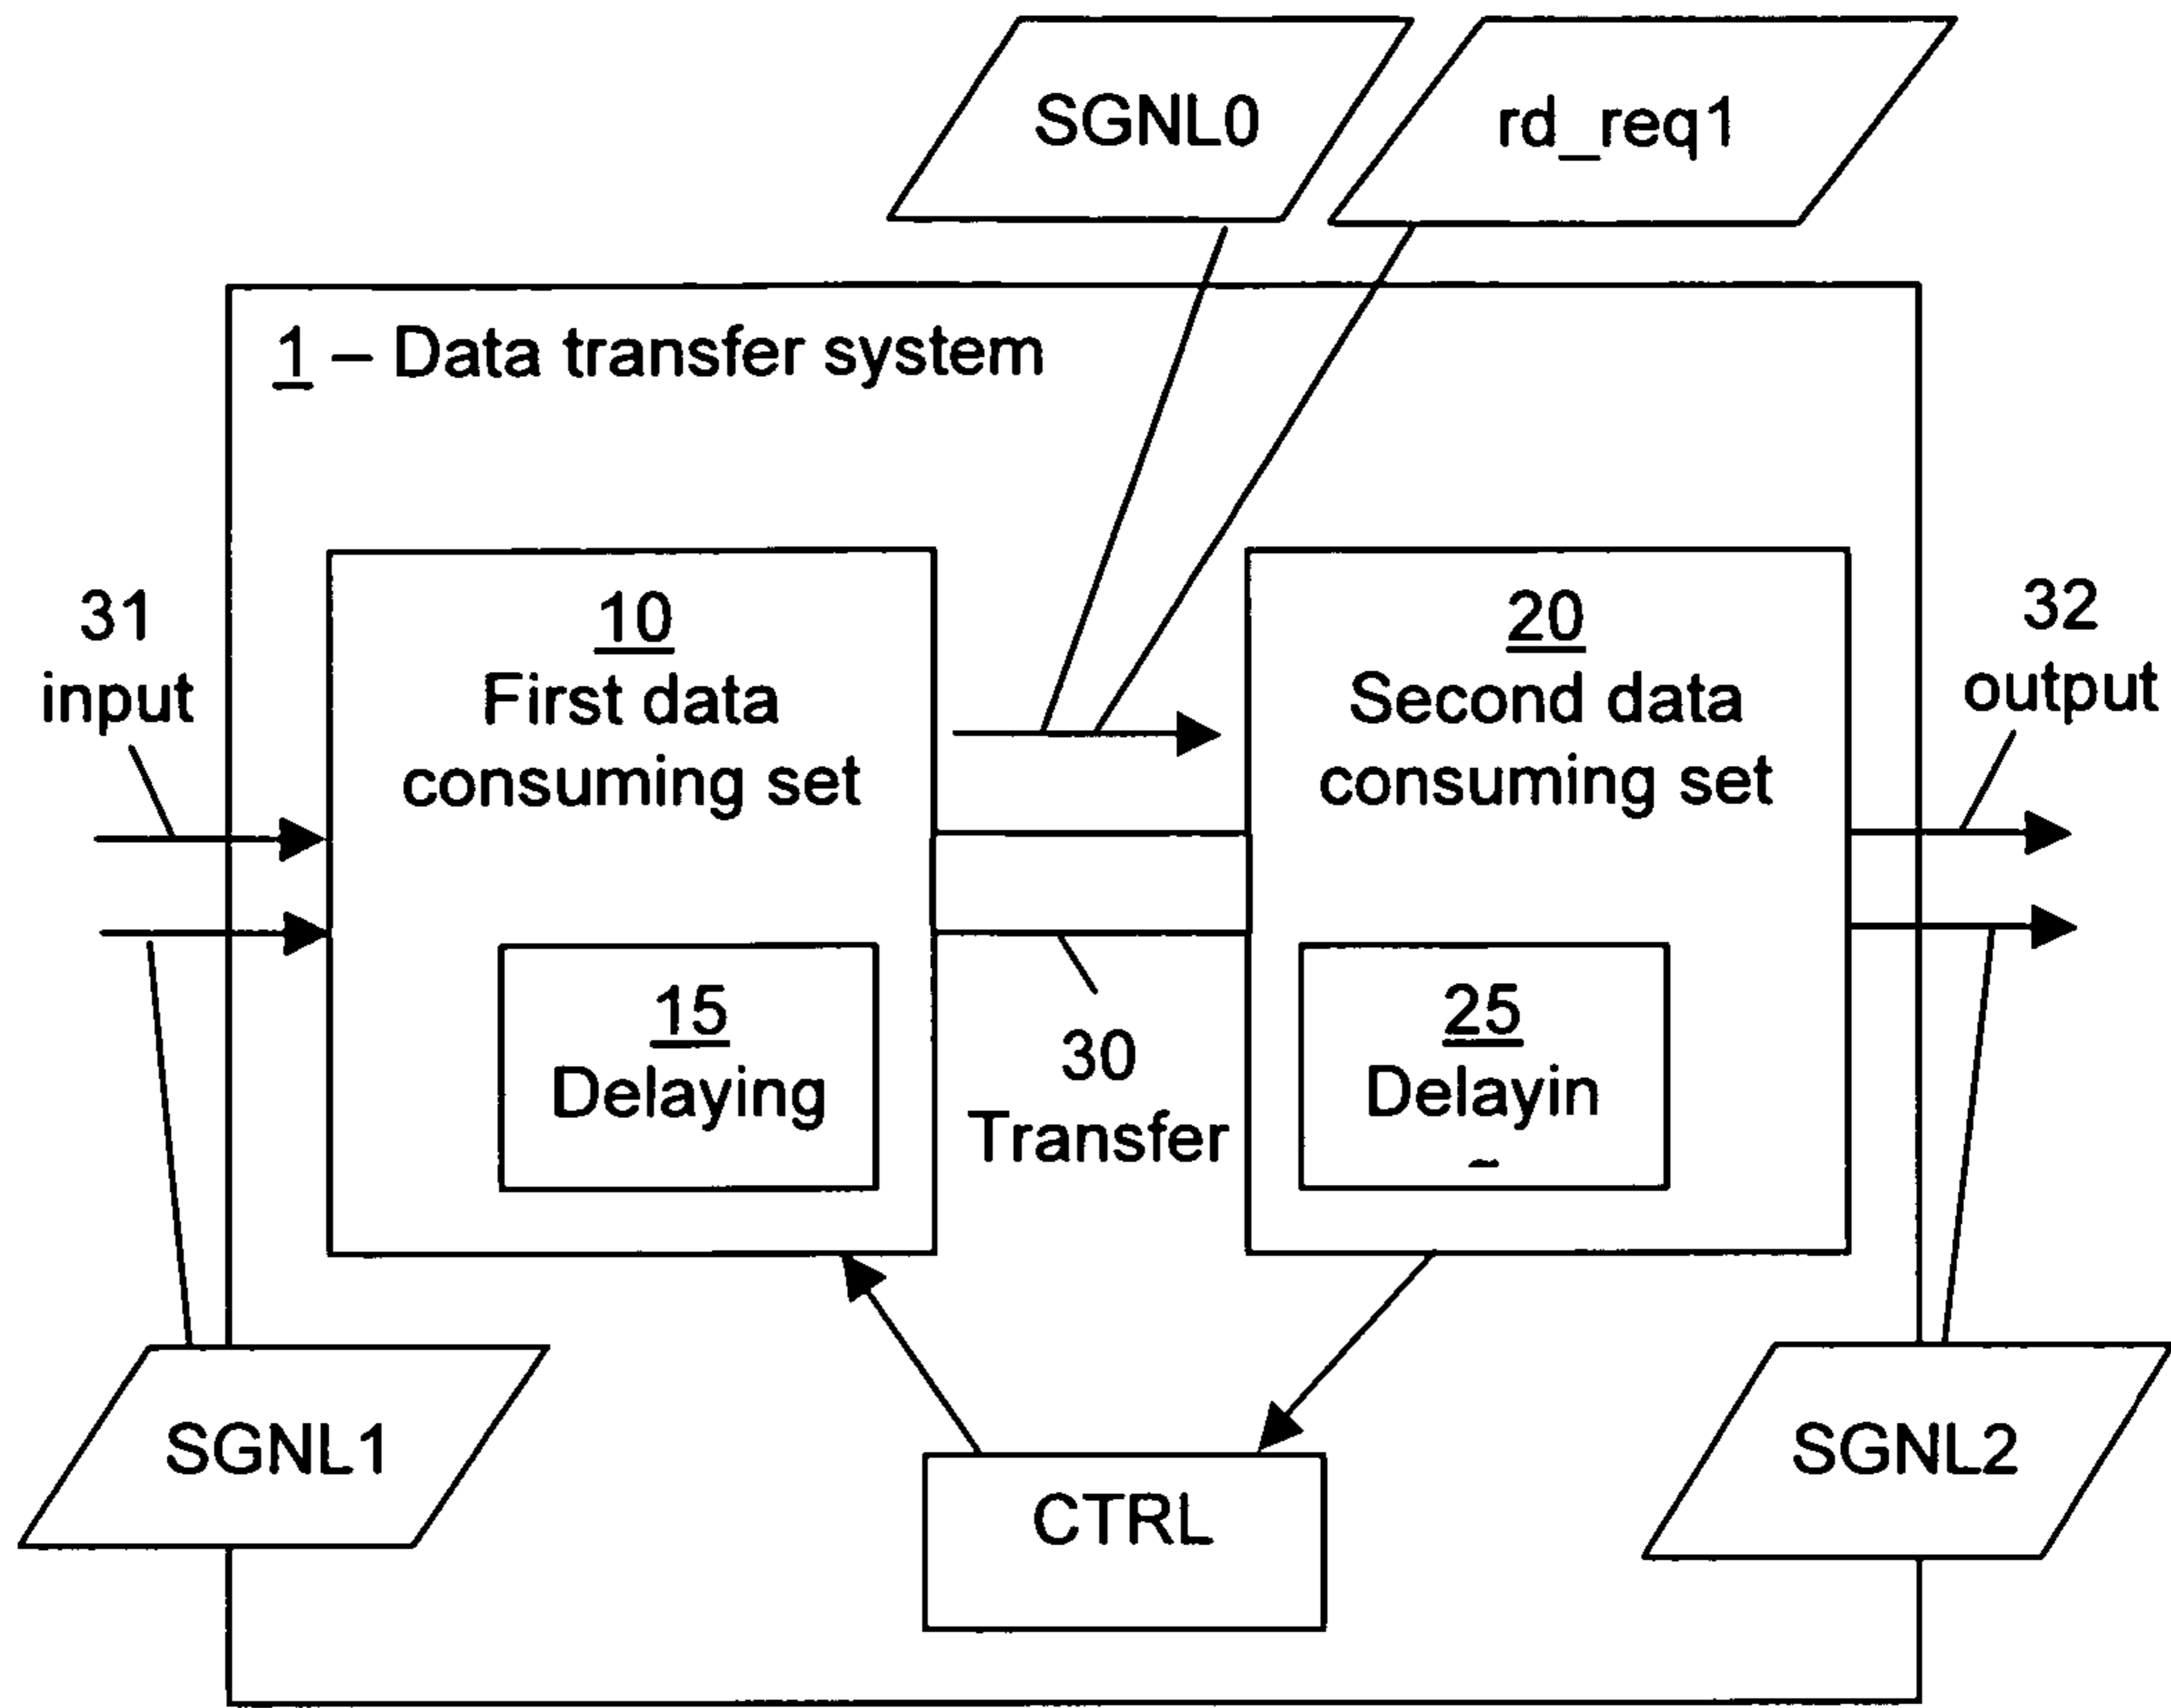 SGNL0
rd_req1
1 – Data transfer system
31
input
10
First data
consuming set
20
Second data
consuming set
32
output
15
Delaying
30
Transfer
25
Delayin
SGNL1
CTRL
SGNL2